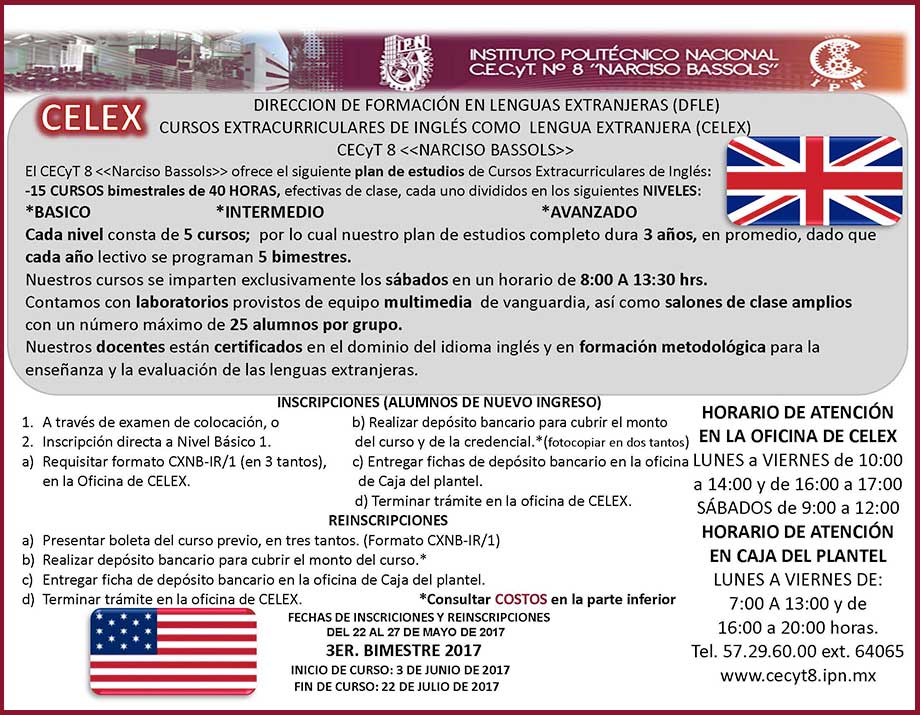 IPN
INSTITUTO POLITÉCNICO NACIONAL
C.E.C.y.T. Nº 8 "NARCISO BASSOLS"
IPN
CELEX
DIRECCION DE FORMACIÓN EN LENGUAS EXTRANJERAS (DFLE)
CURSOS EXTRACURRICULARES DE INGLÉS COMO LENGUA EXTRANJERA (CELEX)
CECyT 8 <<NARCISO BASSOLS>>
El CECyT 8 <<Narciso Bassols>> ofrece el siguiente plan de estudios de Cursos Extracurriculares de Inglés:
-15 CURSOS bimestrales de 40 HORAS, efectivas de clase, cada uno divididos en los siguientes NIVELES:
*BASICO *INTERMEDIO *AVANZADO
Cada nivel consta de 5 cursos; por lo cual nuestro plan de estudios completo dura 3 años, en promedio, dado que
cada año lectivo se programan 5 bimestres.
Nuestros cursos se imparten exclusivamente los sábados en un horario de 8:00 A 13:30 hrs.
Contamos con laboratorios provistos de equipo multimedia de vanguardia, así como salones de clase amplios
con un número máximo de 25 alumnos por grupo.
Nuestros docentes están certificados en el dominio del idioma inglés y en formación metodológica para la
enseñanza y la evaluación de las lenguas extranjeras.
INSCRIPCIONES (ALUMNOS DE NUEVO INGRESO)
1. A través de examen de colocación, o
2. Inscripción directa a Nivel Básico 1.
a) Requisitar formato CXNB-IR/1 (en 3 tantos),
en la Oficina de CELEX.
b) Realizar depósito bancario para cubrir el monto
del curso y de la credencial.*(fotocopiar en dos tantos)
c) Entregar fichas de depósito bancario en la oficina
de Caja del plantel.
d) Terminar trámite en la oficina de CELEX.
REINSCRIPCIONES
a) Presentar boleta del curso previo, en tres tantos. (Formato CXNB-IR/1)
b) Realizar depósito bancario para cubrir el monto del curso.*
c) Entregar ficha de depósito bancario en la oficina de Caja del plantel.
d) Terminar trámite en la oficina de CELEX.
*Consultar COSTOS en la parte inferior
FECHAS DE INSCRICIONES Y REINSCRIPCIONES
DEL 22 AL 27 DE MAYO DE 2017
3ER. BIMESTRE 2017
INICIO DE CURSO: 3 DE JUNIO DE 2017
FIN DE CURSO: 22 DE JULIO DE 2017
HORARIO DE ATENCIÓN
EN LA OFICINA DE CELEX
LUNES a VIERNES de 10:00
a 14:00 y de 16:00 a 17:00
SÁBADOS de 9:00 a 12:00
HORARIO DE ATENCIÓN
EN CAJA DEL PLANTEL
LUNES A VIERNES DE:
7:00 A 13:00 y de
16:00 a 20:00 horas.
Tel. 57.29.60.00 ext. 64065
www.cecyt8.ipn.mx